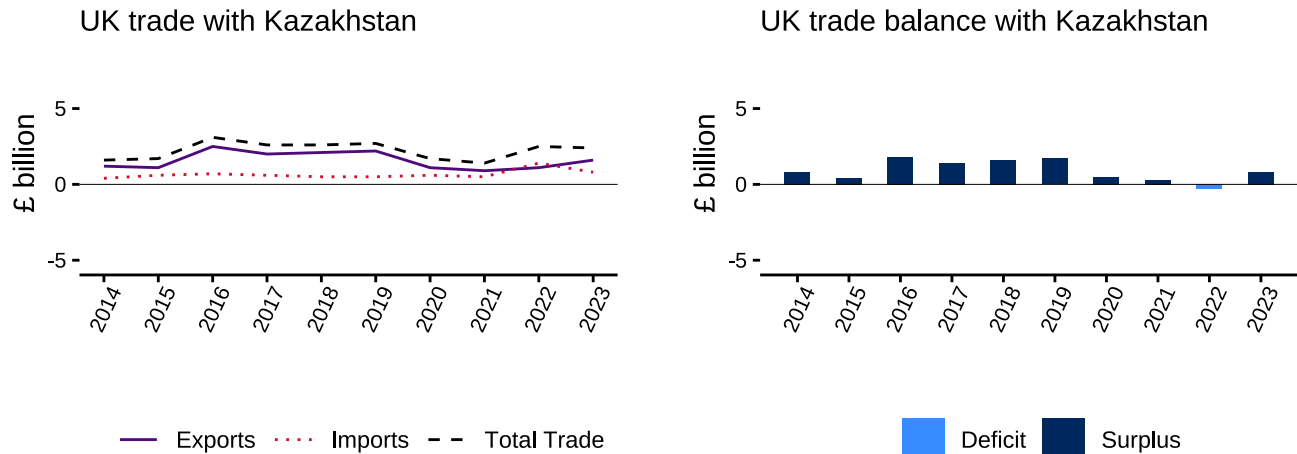 UK trade with Kazakhstan
£ billion
5
0
-5
2014 2015 2016 2017 2018 2019 2020 2021 2022 2023
Exports Imports Total Trade
UK trade balance with Kazakhstan
£ billion
5
0
-5
2014 2015 2016 2017 2018 2019 2020 2021 2022 2023
Deficit Surplus